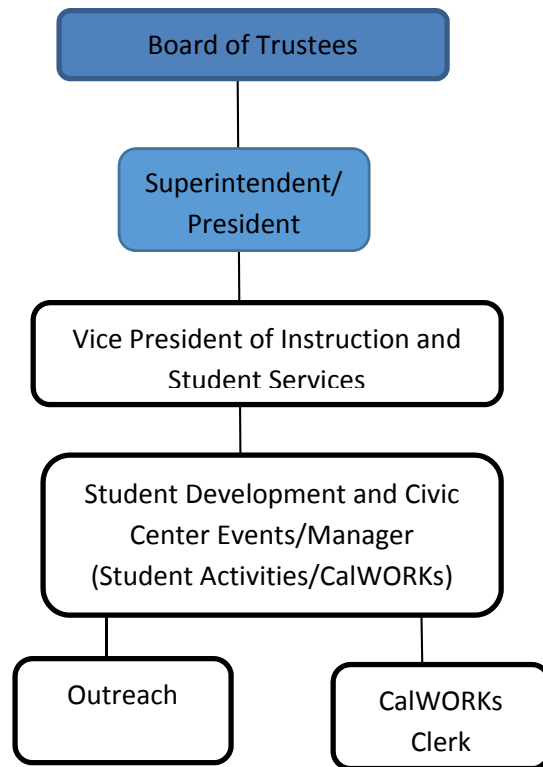 Board of Trustees
Superintendent/
President
Vice President of Instruction and
Student Services
Student Development and Civic
Center Events/Manager
(Student Activities/CalWORKs)
Outreach
CalWORKs
Clerk